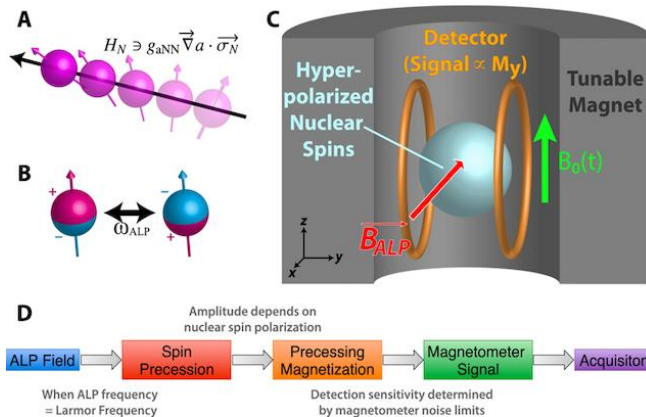 A
H_N ∋ g_aNN ∇⃗a · σ_N⃗
B
+
−
ω_ALP
−
+
C
Detector
(Signal ∝ M_y)
Hyper-
polarized
Nuclear
Spins
Tunable
Magnet
B_0(t)
B_ALP
z
y
x
D
Amplitude depends on
nuclear spin polarization
ALP Field
Spin
Precession
Precessing
Magnetization
Magnetometer
Signal
Acquisiton
When ALP frequency
= Larmor Frequency
Detection sensitivity determined
by magnetometer noise limits